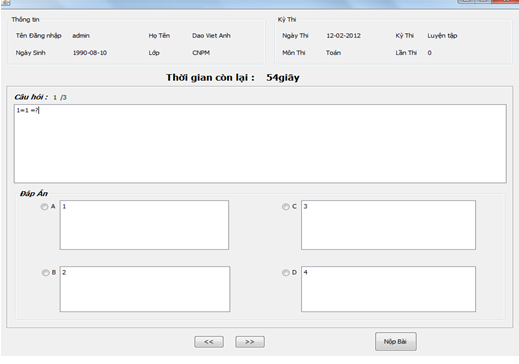 Thông tin
Tên Đăng nhập admin Họ Tên Dao Viet Anh
Ngày Sinh 1990-08-10 Lớp CNPM
Kỳ Thi
Ngày Thi 12-02-2012 Kỳ Thi Luyện tập
Môn Thi Toán Lần Thi 0
Thời gian còn lại : 54giây
Câu hỏi : 1 /3
1=1 =?
Đáp Án
A 1
C 3
B 2
D 4
<< >> Nộp Bài